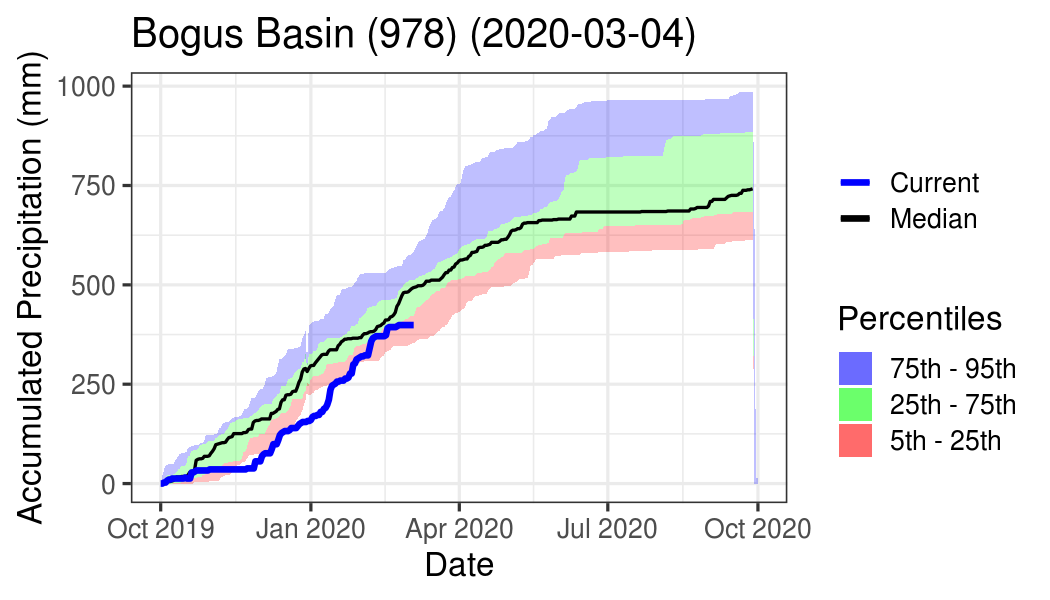 Bogus Basin (978) (2020-03-04)
Accumulated Precipitation (mm)
1000
750
500
250
0
Oct 2019
Jan 2020
Apr 2020
Jul 2020
Oct 2020
Date
Current
Median
Percentiles
75th - 95th
25th - 75th
5th - 25th